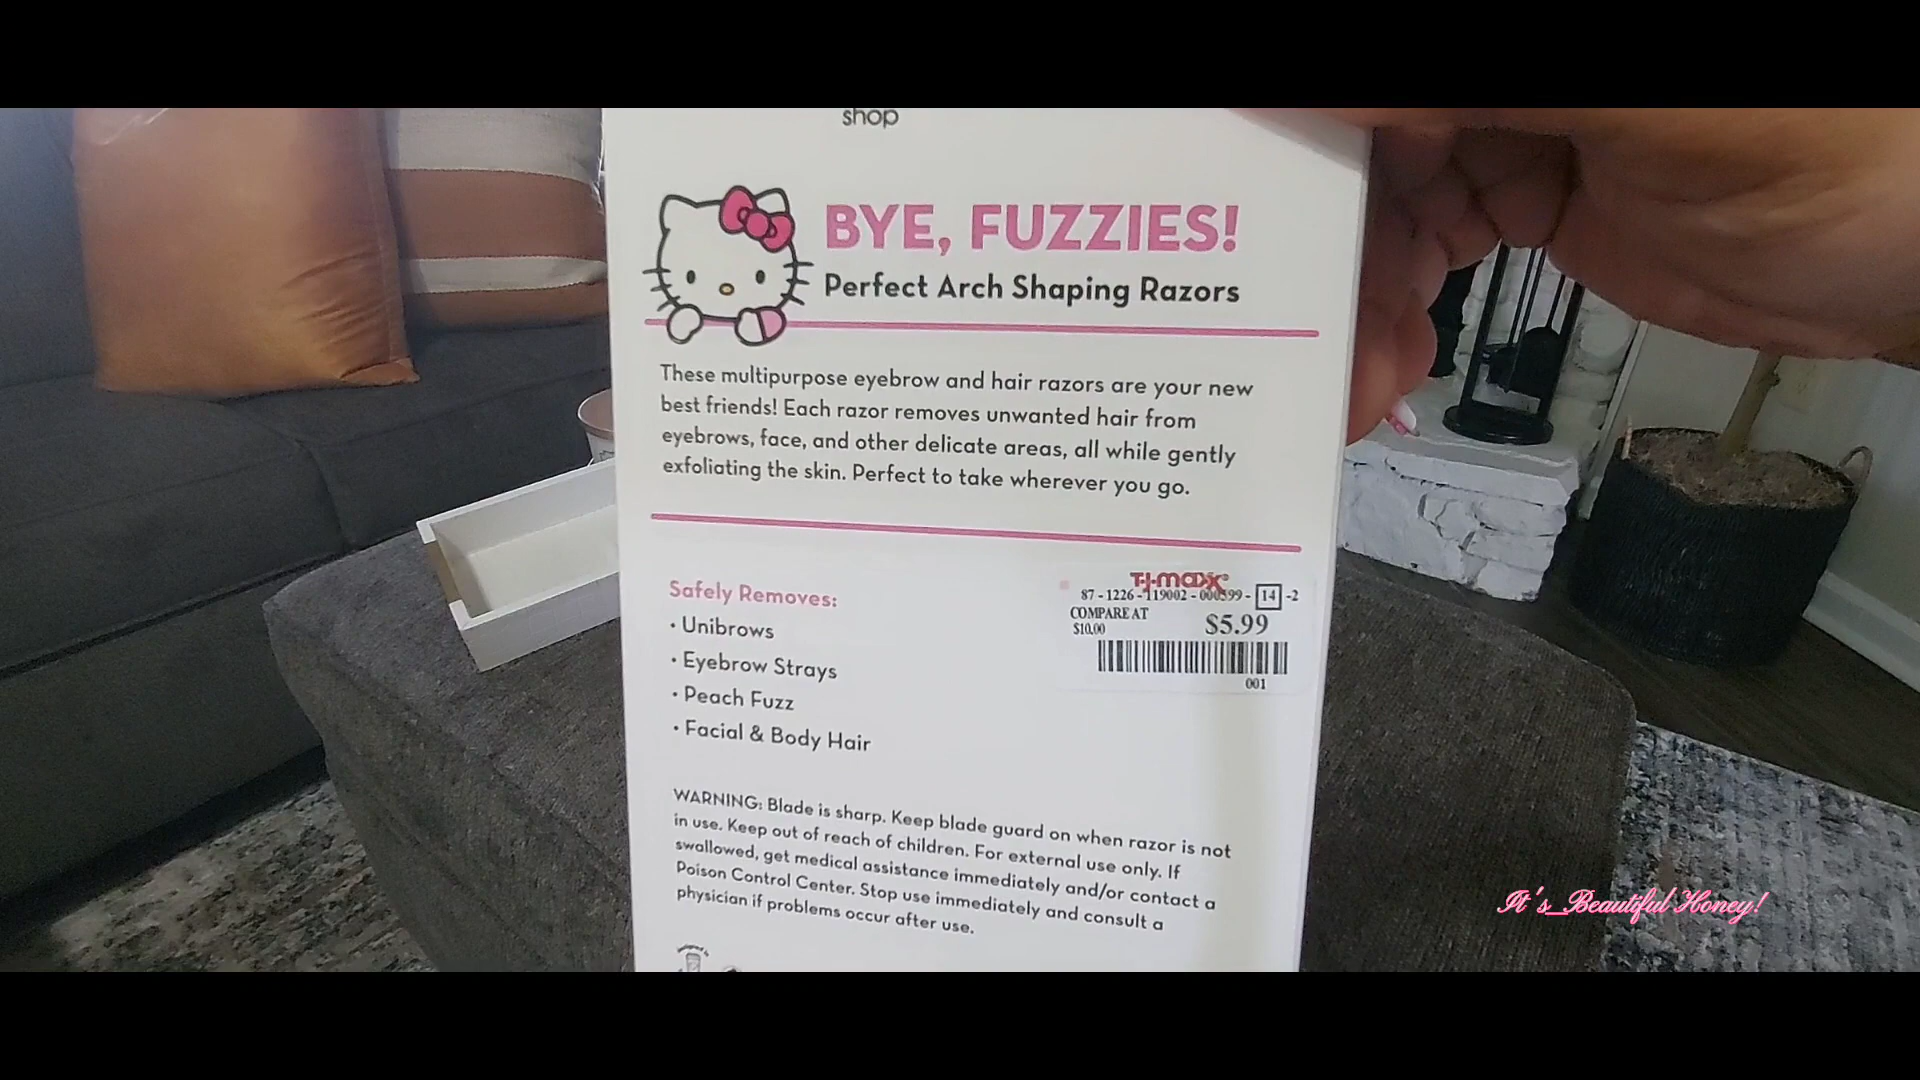 shop
BYE, FUZZIES!
Perfect Arch Shaping Razors
These multipurpose eyebrow and hair razors are your new
best friends! Each razor removes unwanted hair from
eyebrows, face, and other delicate areas, all while gently
exfoliating the skin. Perfect to take wherever you go.
Safely Removes:
• Unibrows
• Eyebrow Strays
• Peach Fuzz
• Facial & Body Hair
T.J.maxx®
87 - 1226 - 119002 - 000599 - 14 -2
COMPARE AT
$10.00
$5.99
001
WARNING: Blade is sharp. Keep blade guard on when razor is not
in use. Keep out of reach of children. For external use only. If
swallowed, get medical assistance immediately and/or contact a
Poison Control Center. Stop use immediately and consult a
physician if problems occur after use.
It's_Beautiful Honey!